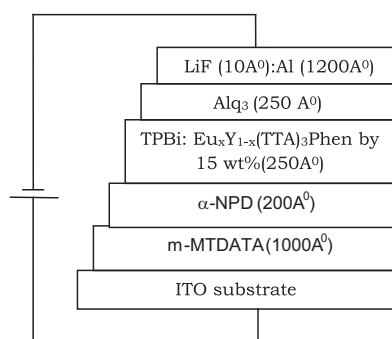 LiF (10A⁰):Al (1200A⁰)
Alq₃ (250 A⁰)
TPBi: EuₓY₁₋ₓ(TTA)₃Phen by
15 wt%(250A⁰)
α-NPD (200A⁰)
m-MTDATA (1000A⁰)
ITO substrate